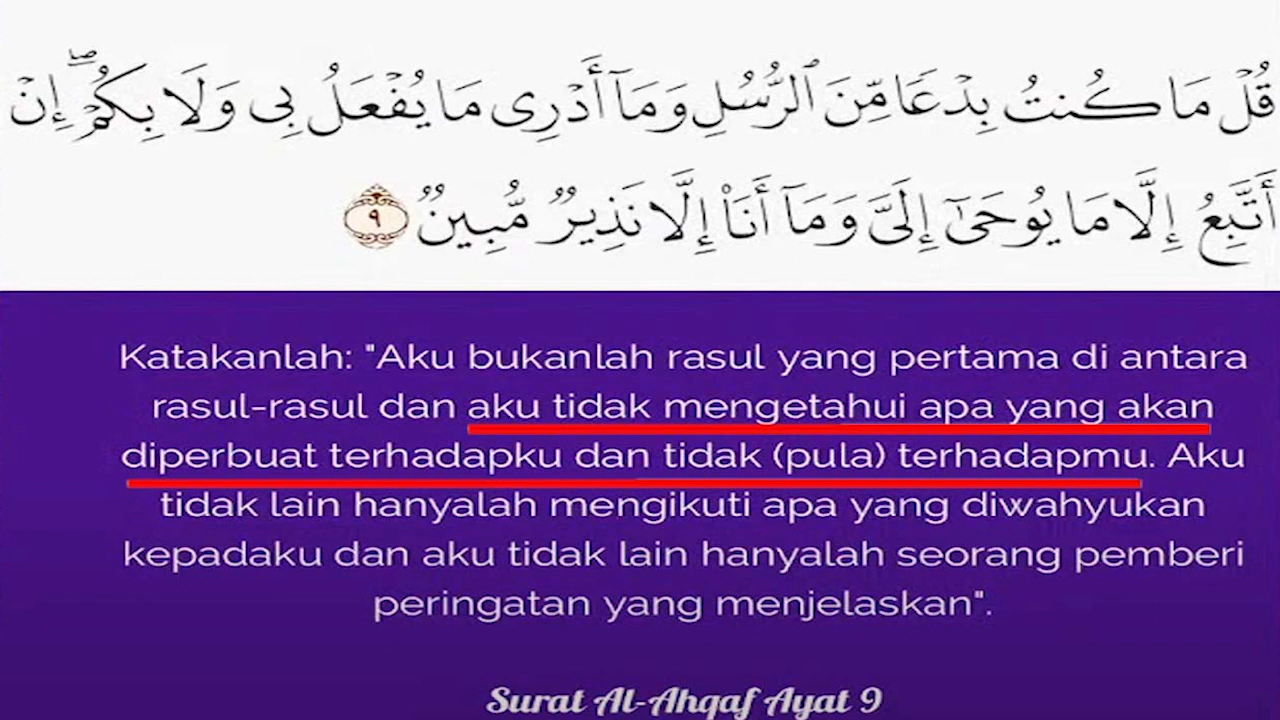 قُلْ مَا كُنتُ بِدْعًا مِّنَ ٱلرُّسُلِ وَمَآ أَدْرِى مَا يُفْعَلُ بِى وَلَا بِكُمْ ۖ إِنْ
أَتَّبِعُ إِلَّا مَا يُوحَىٰٓ إِلَىَّ وَمَآ أَنَا۠ إِلَّا نَذِيرٌ مُّبِينٌ ٩
Katakanlah: "Aku bukanlah rasul yang pertama di antara
rasul-rasul dan aku tidak mengetahui apa yang akan
diperbuat terhadapku dan tidak (pula) terhadapmu. Aku
tidak lain hanyalah mengikuti apa yang diwahyukan
kepadaku dan aku tidak lain hanyalah seorang pemberi
peringatan yang menjelaskan".
Surat Al-Ahqaf Ayat 9